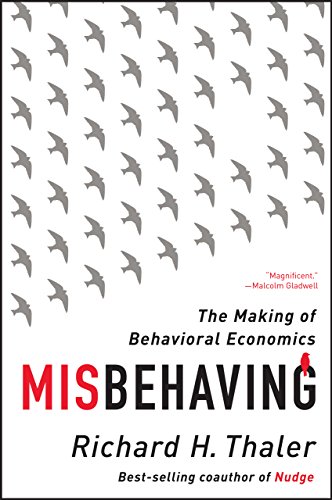 "Magnificent."
—Malcolm Gladwell
The Making of
Behavioral Economics
MISBEHAVING
Richard H. Thaler
Best-selling coauthor of Nudge